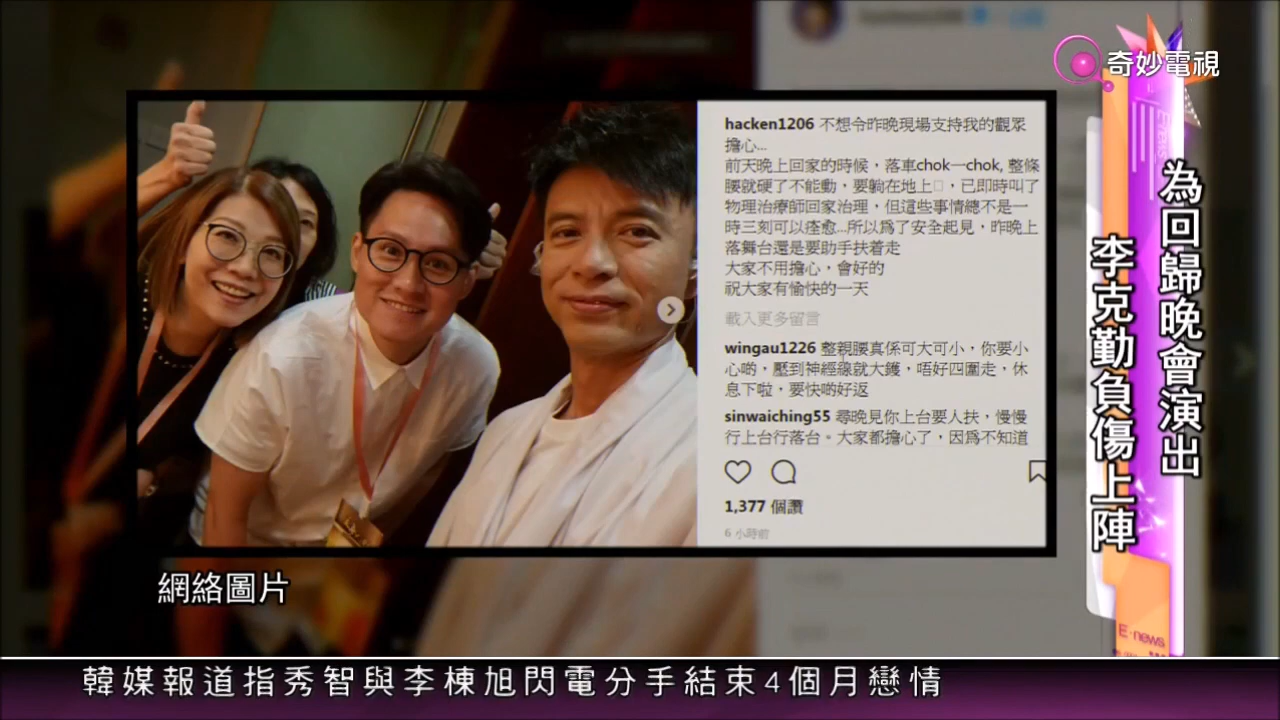 奇妙電視
為回歸晚會演出
李克勤負傷上陣
hacken1206 不想令昨晚現場支持我的觀眾
擔心...
前天晚上回家的時候，落車chok一chok, 整條
腰就硬了不能動，要躺在地上□，已即時叫了
物理治療師回家治理，但這些事情總不是一
時三刻可以痊愈...所以為了安全起見，昨晚上
落舞台還是要助手扶着走
大家不用擔心，會好的
祝大家有愉快的一天
載入更多留言
wingau1226 整親腰真係可大可小，你要小
心啲，壓到神經線就大鑊，唔好四圍走，休
息下啦，要快啲好返
sinwaiching55 尋晚見你上台要人扶，慢慢
行上台行落台。大家都擔心了，因為不知道
1,377 個讚
6 小時前
網絡圖片
E-news
韓媒報道指秀智與李棟旭閃電分手結束4個月戀情